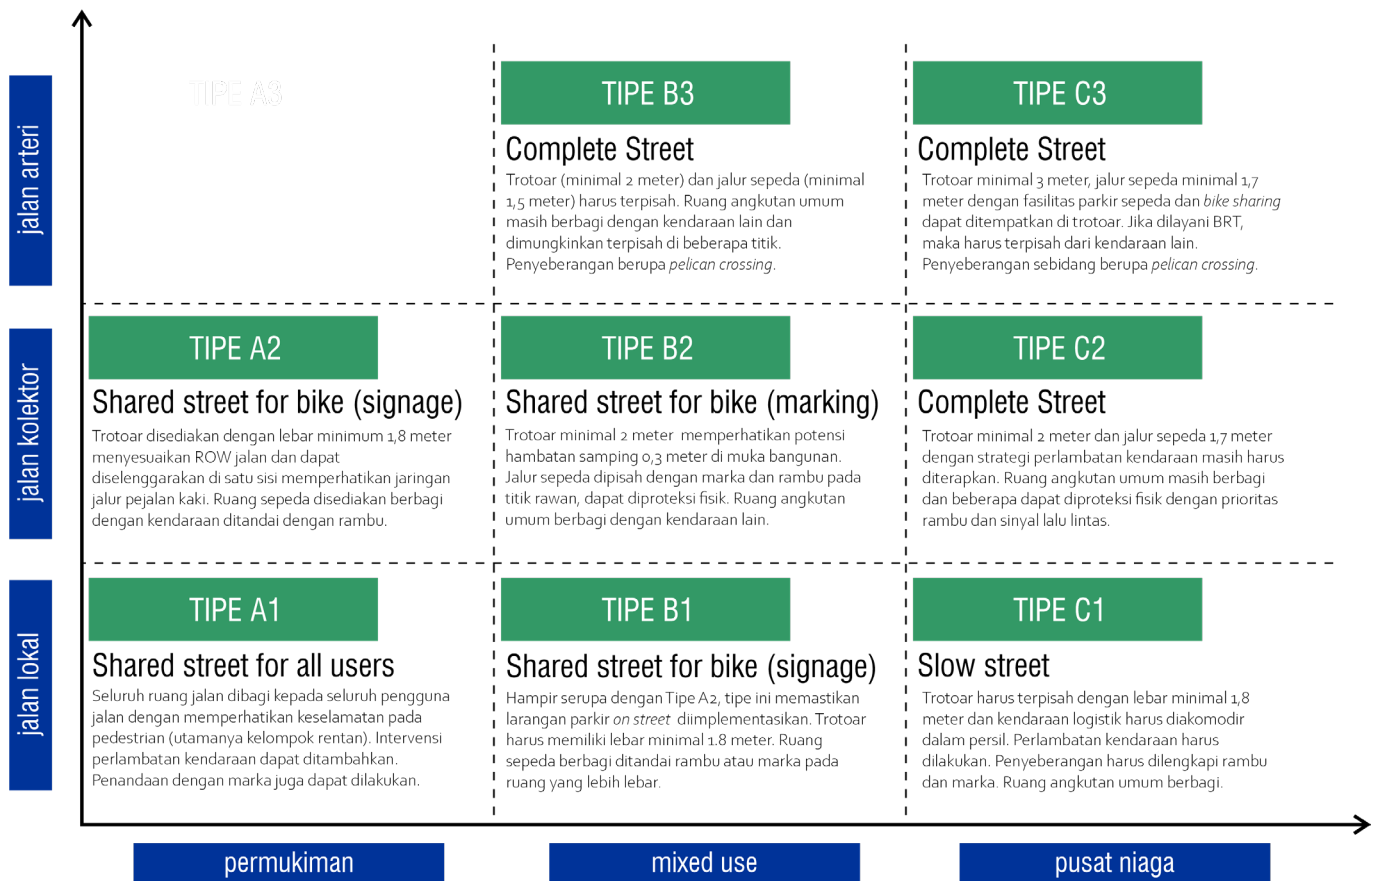 jalan arteri
TIPE A3
TIPE B3
Complete Street
Trotoar (minimal 2 meter) dan jalur sepeda (minimal
1,5 meter) harus terpisah. Ruang angkutan umum
masih berbagi dengan kendaraan lain dan
dimungkinkan terpisah di beberapa titik.
Penyeberangan berupa pelican crossing.
TIPE C3
Complete Street
Trotoar minimal 3 meter, jalur sepeda minimal 1,7
meter dengan fasilitas parkir sepeda dan bike sharing
dapat ditempatkan di trotoar. Jika dilayani BRT,
maka harus terpisah dari kendaraan lain.
Penyeberangan sebidang berupa pelican crossing.
jalan kolektor
TIPE A2
Shared street for bike (signage)
Trotoar disediakan dengan lebar minimum 1,8 meter
menyesuaikan ROW jalan dan dapat
diselenggarakan di satu sisi memperhatikan jaringan
jalur pejalan kaki. Ruang sepeda disediakan berbagi
dengan kendaraan ditandai dengan rambu.
TIPE B2
Shared street for bike (marking)
Trotoar minimal 2 meter memperhatikan potensi
hambatan samping 0,3 meter di muka bangunan.
Jalur sepeda dipisah dengan marka dan rambu pada
titik rawan, dapat diproteksi fisik. Ruang angkutan
umum berbagi dengan kendaraan lain.
TIPE C2
Complete Street
Trotoar minimal 2 meter dan jalur sepeda 1,7 meter
dengan strategi perlambatan kendaraan masih harus
diterapkan. Ruang angkutan umum masih berbagi
dan beberapa dapat diproteksi fisik dengan prioritas
rambu dan sinyal lalu lintas.
jalan lokal
TIPE A1
Shared street for all users
Seluruh ruang jalan dibagi kepada seluruh pengguna
jalan dengan memperhatikan keselamatan pada
pedestrian (utamanya kelompok rentan). Intervensi
perlambatan kendaraan dapat ditambahkan.
Penandaan dengan marka juga dapat dilakukan.
TIPE B1
Shared street for bike (signage)
Hampir serupa dengan Tipe A2, tipe ini memastikan
larangan parkir on street diimplementasikan. Trotoar
harus memiliki lebar minimal 1.8 meter. Ruang
sepeda berbagi ditandai rambu atau marka pada
ruang yang lebih lebar.
TIPE C1
Slow street
Trotoar harus terpisah dengan lebar minimal 1,8
meter dan kendaraan logistik harus diakomodir
dalam persil. Perlambatan kendaraan harus
dilakukan. Penyeberangan harus dilengkapi rambu
dan marka. Ruang angkutan umum berbagi.
permukiman
mixed use
pusat niaga